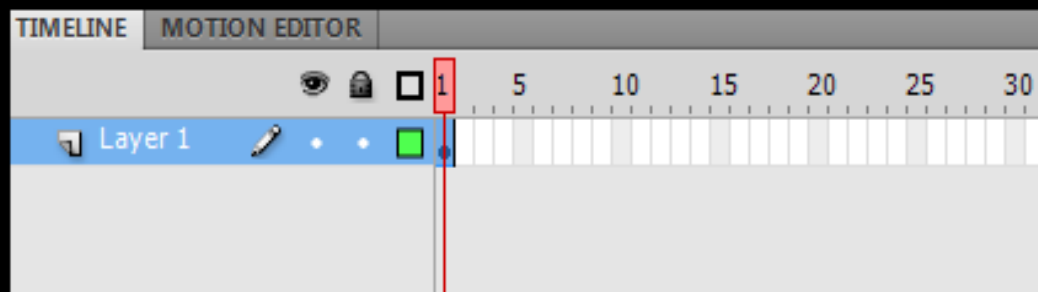 TIMELINE MOTION EDITOR
1 5 10 15 20 25 30
Layer 1